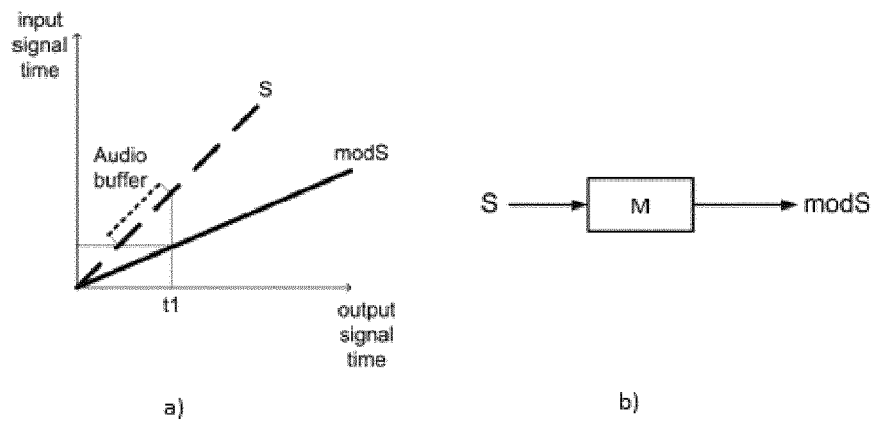 input
signal
time
S
Audio
buffer
modS
t1
output
signal
time
a)
S
M
modS
b)